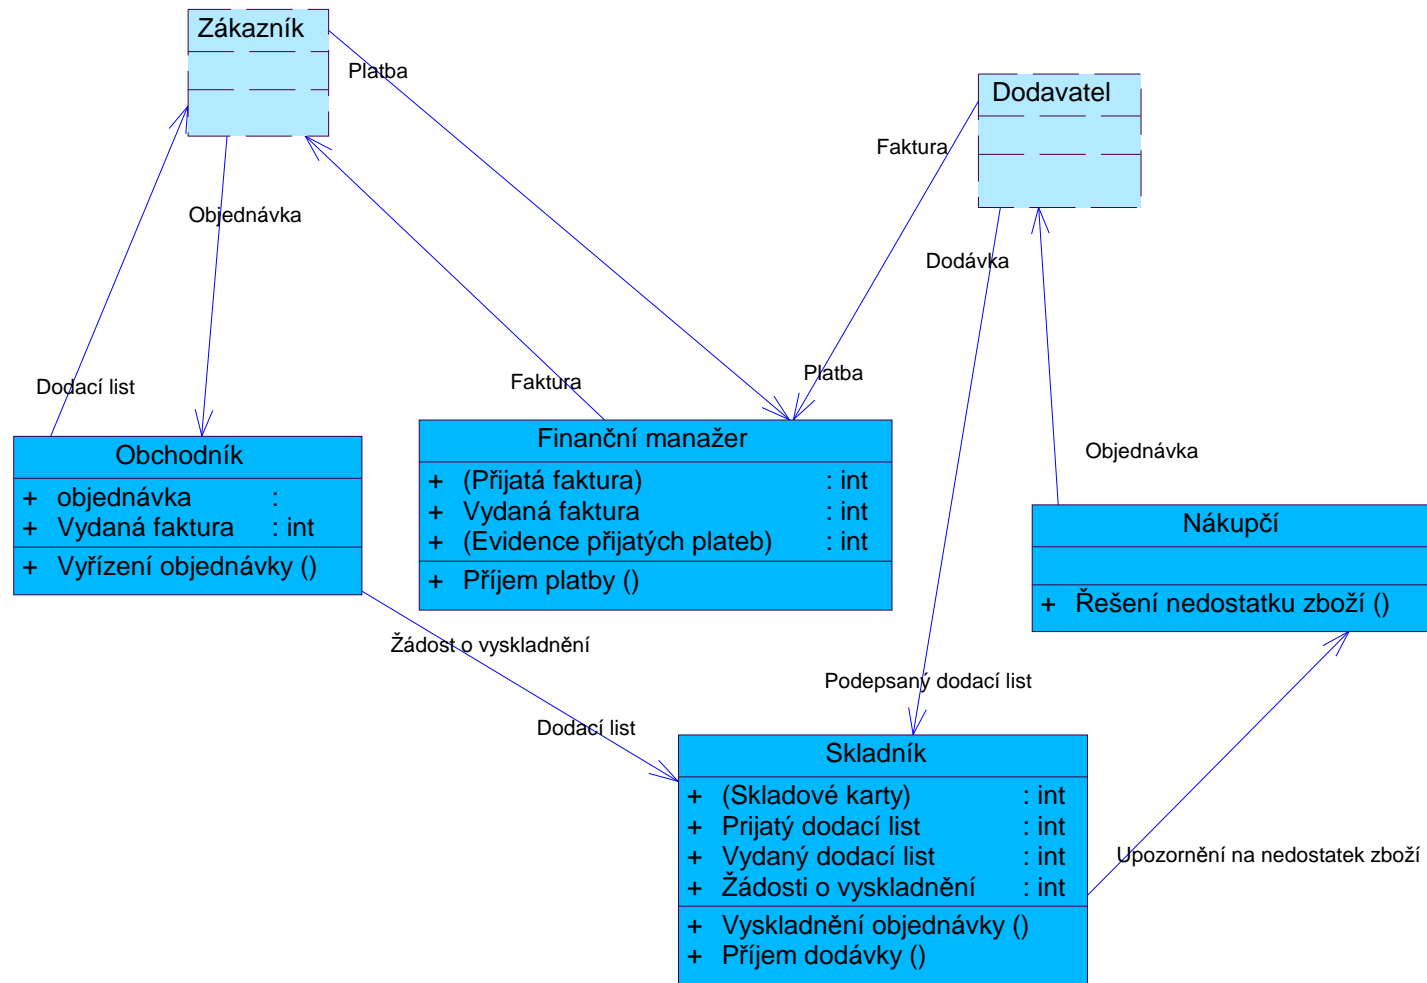 Zákazník
Platba
Dodavatel
Faktura
Objednávka
Dodávka
Dodací list
Faktura
Platba
Obchodník
+ objednávka :
+ Vydaná faktura : int
+ Vyřízení objednávky ()
Finanční manažer
+ (Přijatá faktura) : int
+ Vydaná faktura : int
+ (Evidence přijatých plateb) : int
+ Příjem platby ()
Objednávka
Nákupčí
+ Řešení nedostatku zboží ()
Žádost o vyskladnění
Podepsaný dodací list
Dodací list
Skladník
+ (Skladové karty) : int
+ Prijatý dodací list : int
+ Vydaný dodací list : int
+ Žádosti o vyskladnění : int
+ Vyskladnění objednávky ()
+ Příjem dodávky ()
Upozornění na nedostatek zboží